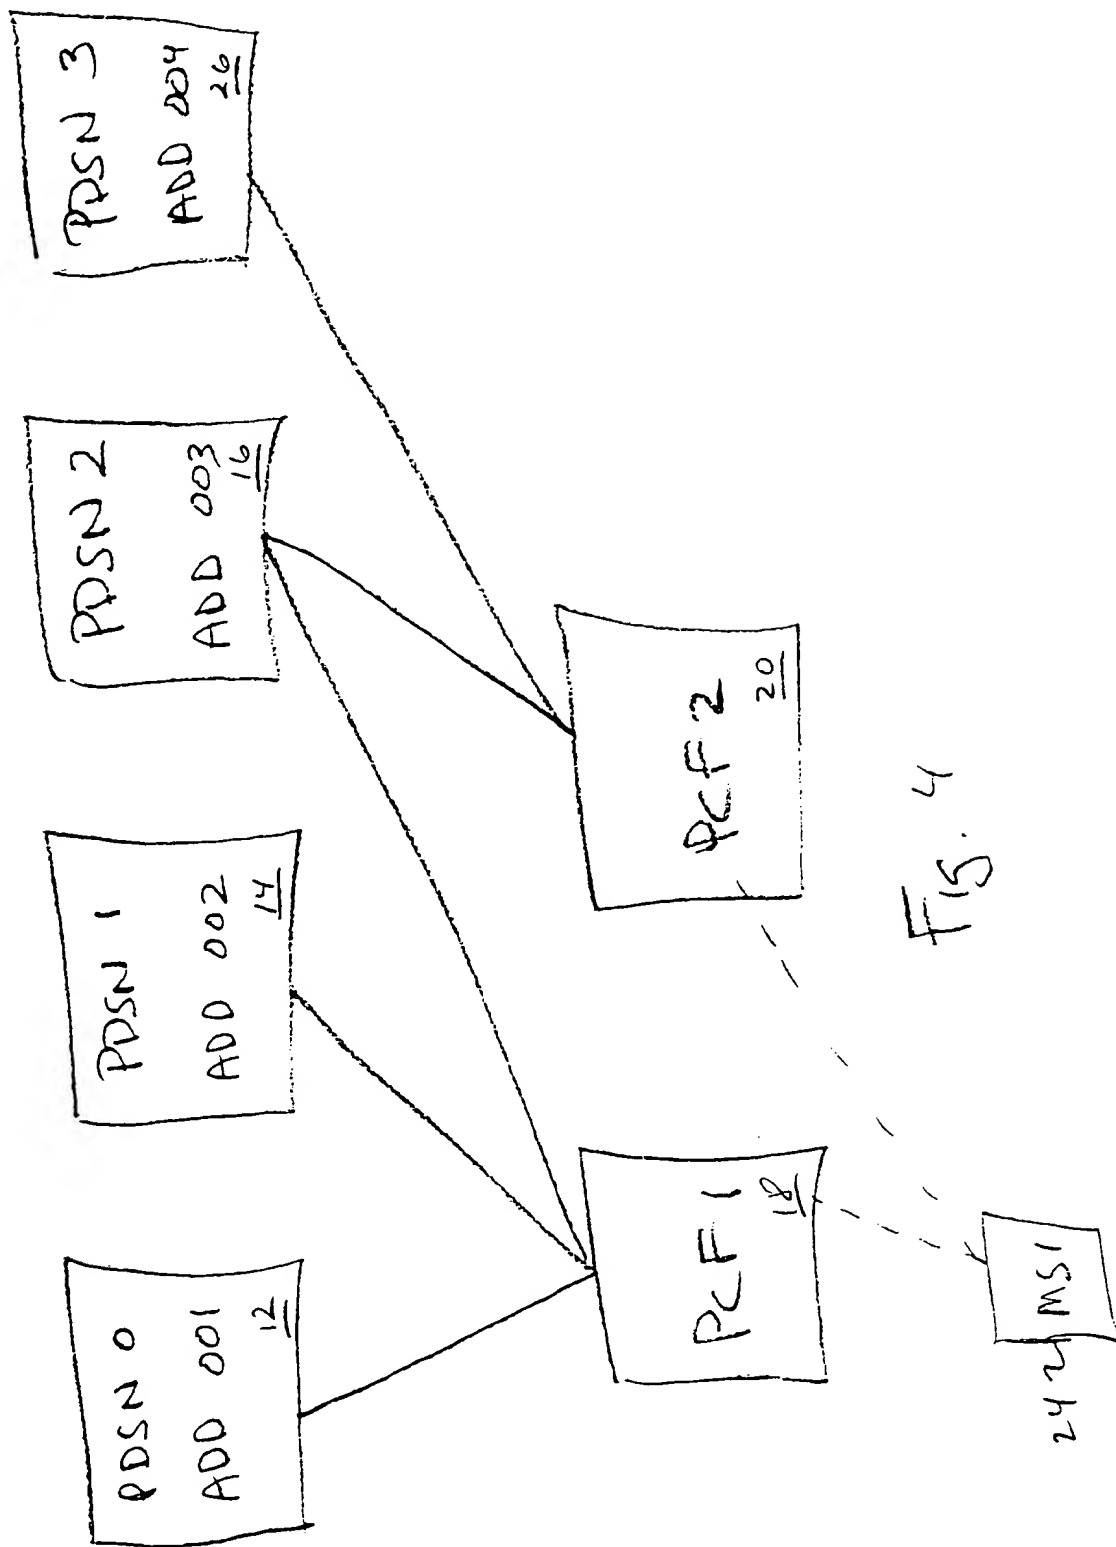 PDSN 0
ADD 001
12
PDSN 1
ADD 002
14
PDSN 2
ADD 003
16
PDSN 3
ADD 004
26
PCF 1
18
PCF 2
20
MS1
Fig. 4